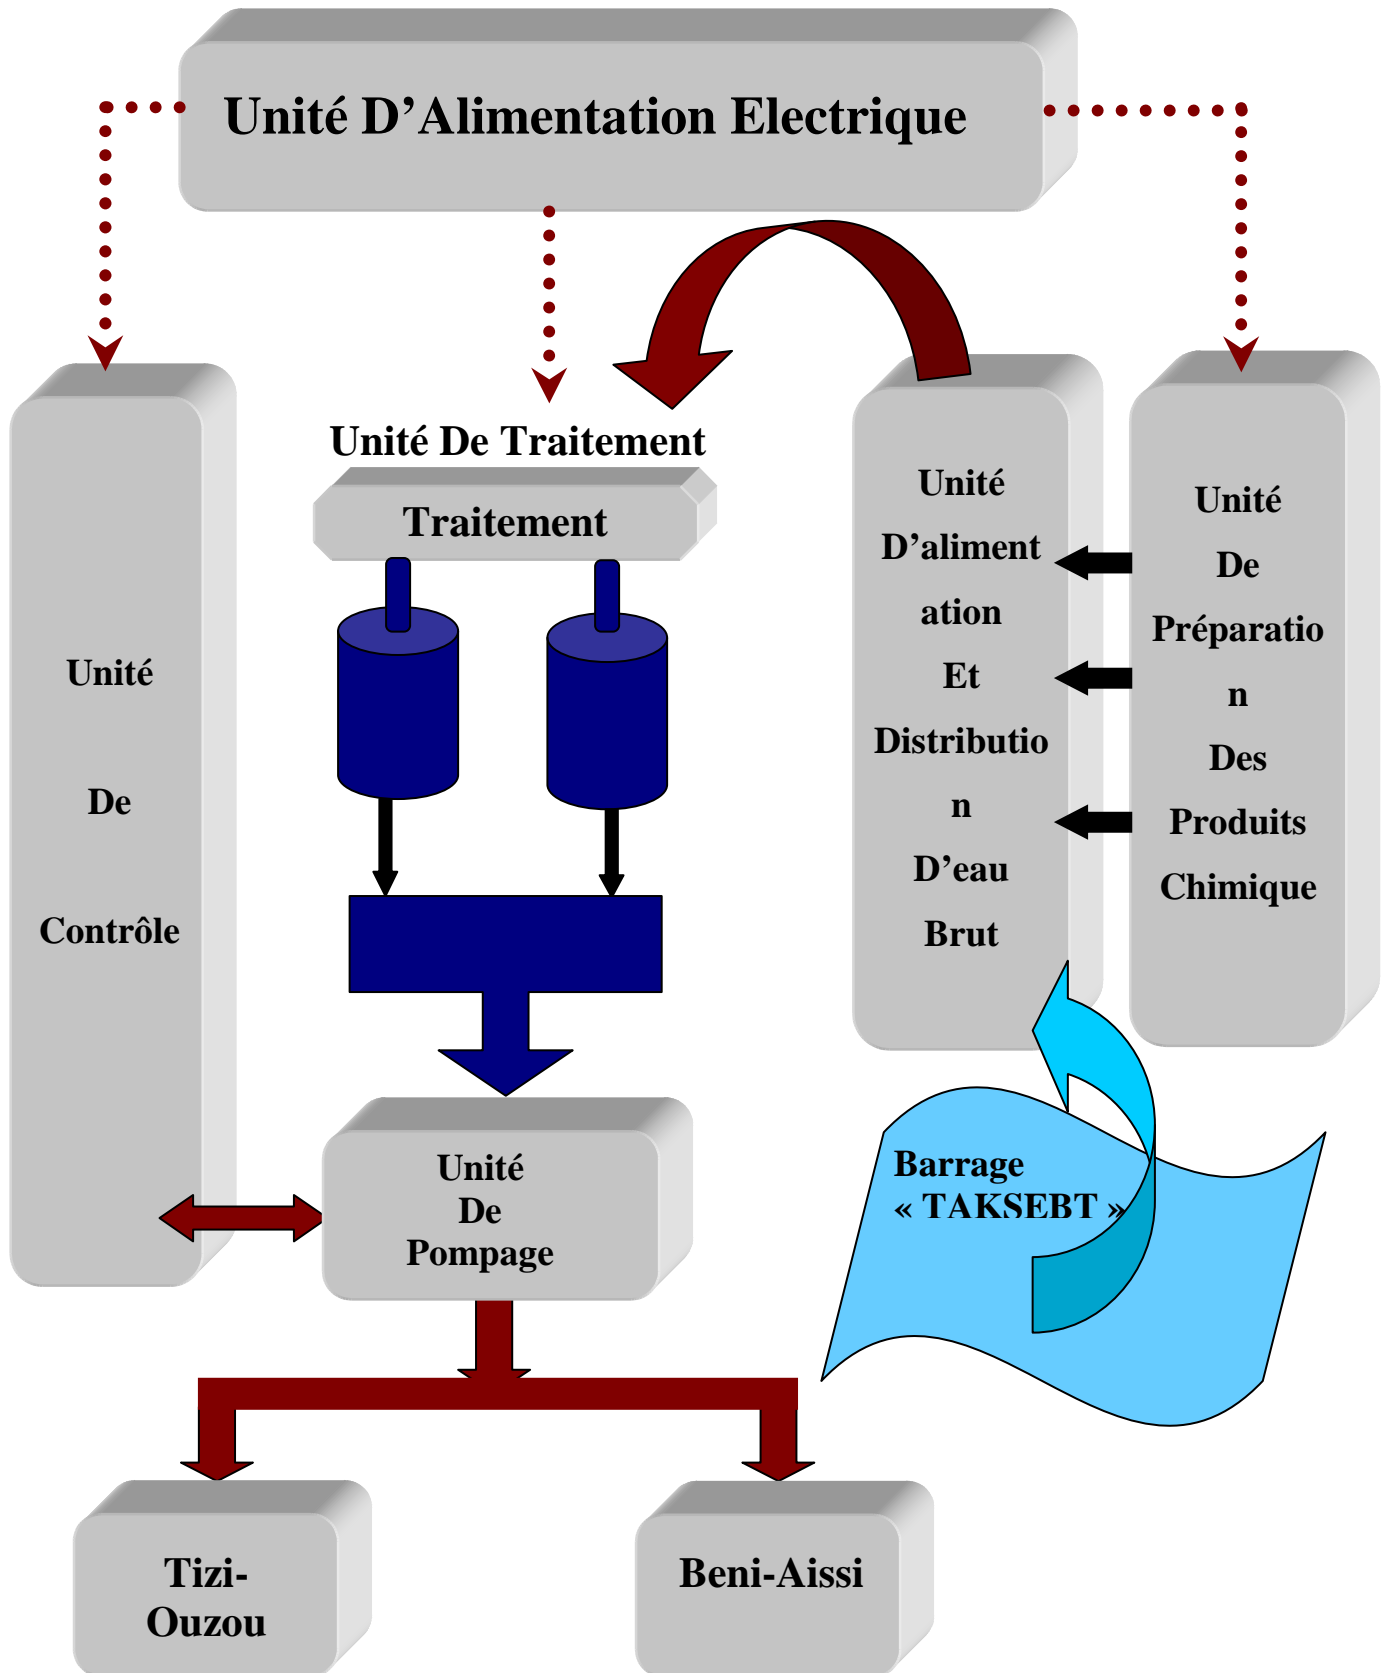 Unité D’Alimentation Electrique
Unité De Traitement
Traitement
Unité
De
Contrôle
Unité
D’aliment
ation
Et
Distributio
n
D’eau
Brut
Unité
De
Préparatio
n
Des
Produits
Chimique
Unité
De
Pompage
Barrage
« TAKSEBT »
Tizi-
Ouzou
Beni-Aissi